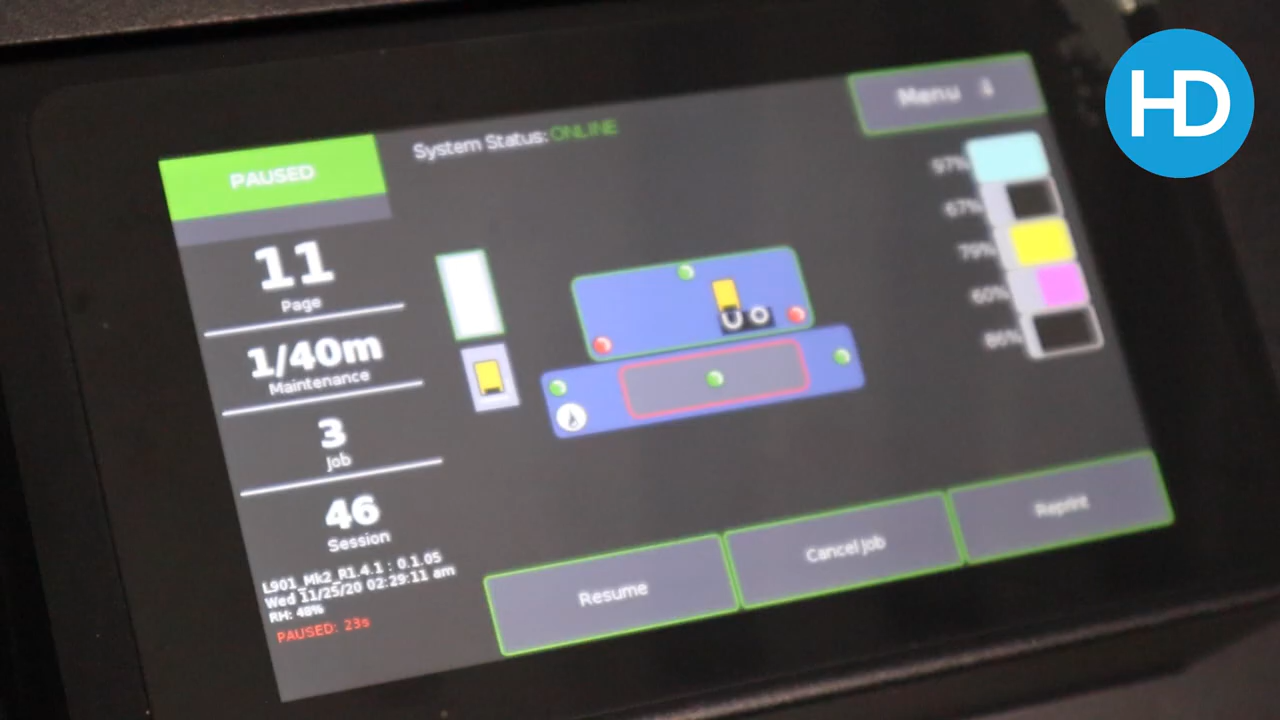 HD
Menu
System Status: ONLINE
PAUSED
97%
67%
79%
60%
86%
11
Page
1/40m
Maintenance
3
Job
46
Session
L901_Mk2_R1.4.1 : 0.1.05
Wed 11/25/20 02:29:11 am
RH: 48%
PAUSED: 23s
Resume
Cancel Job
Reprint